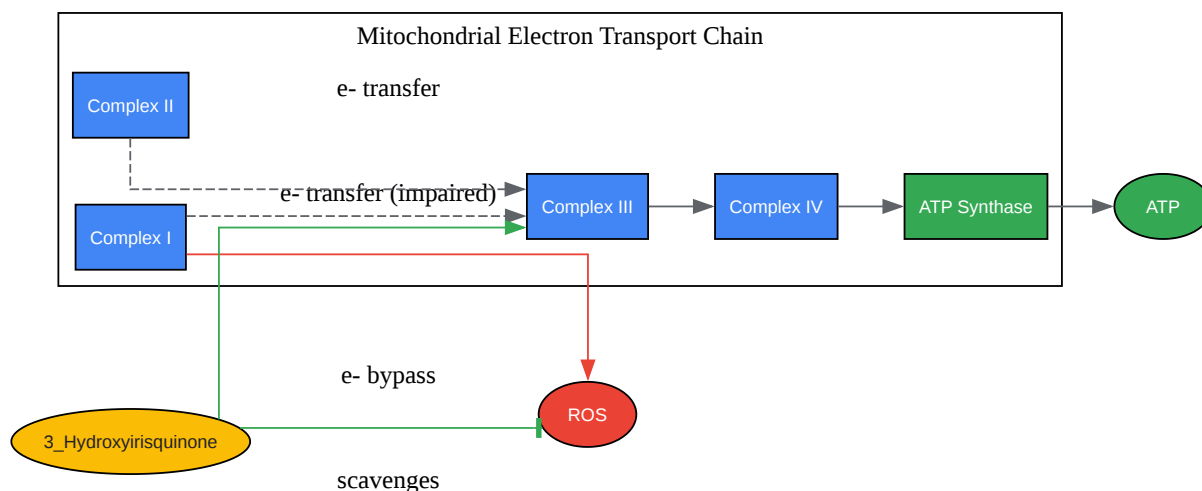 Mitochondrial Electron Transport Chain
e- transfer
Complex II
e- transfer (impaired)
Complex III
Complex IV
ATP Synthase
ATP
Complex I
e- bypass
ROS
3_Hydroxyirisquinone
scavenges